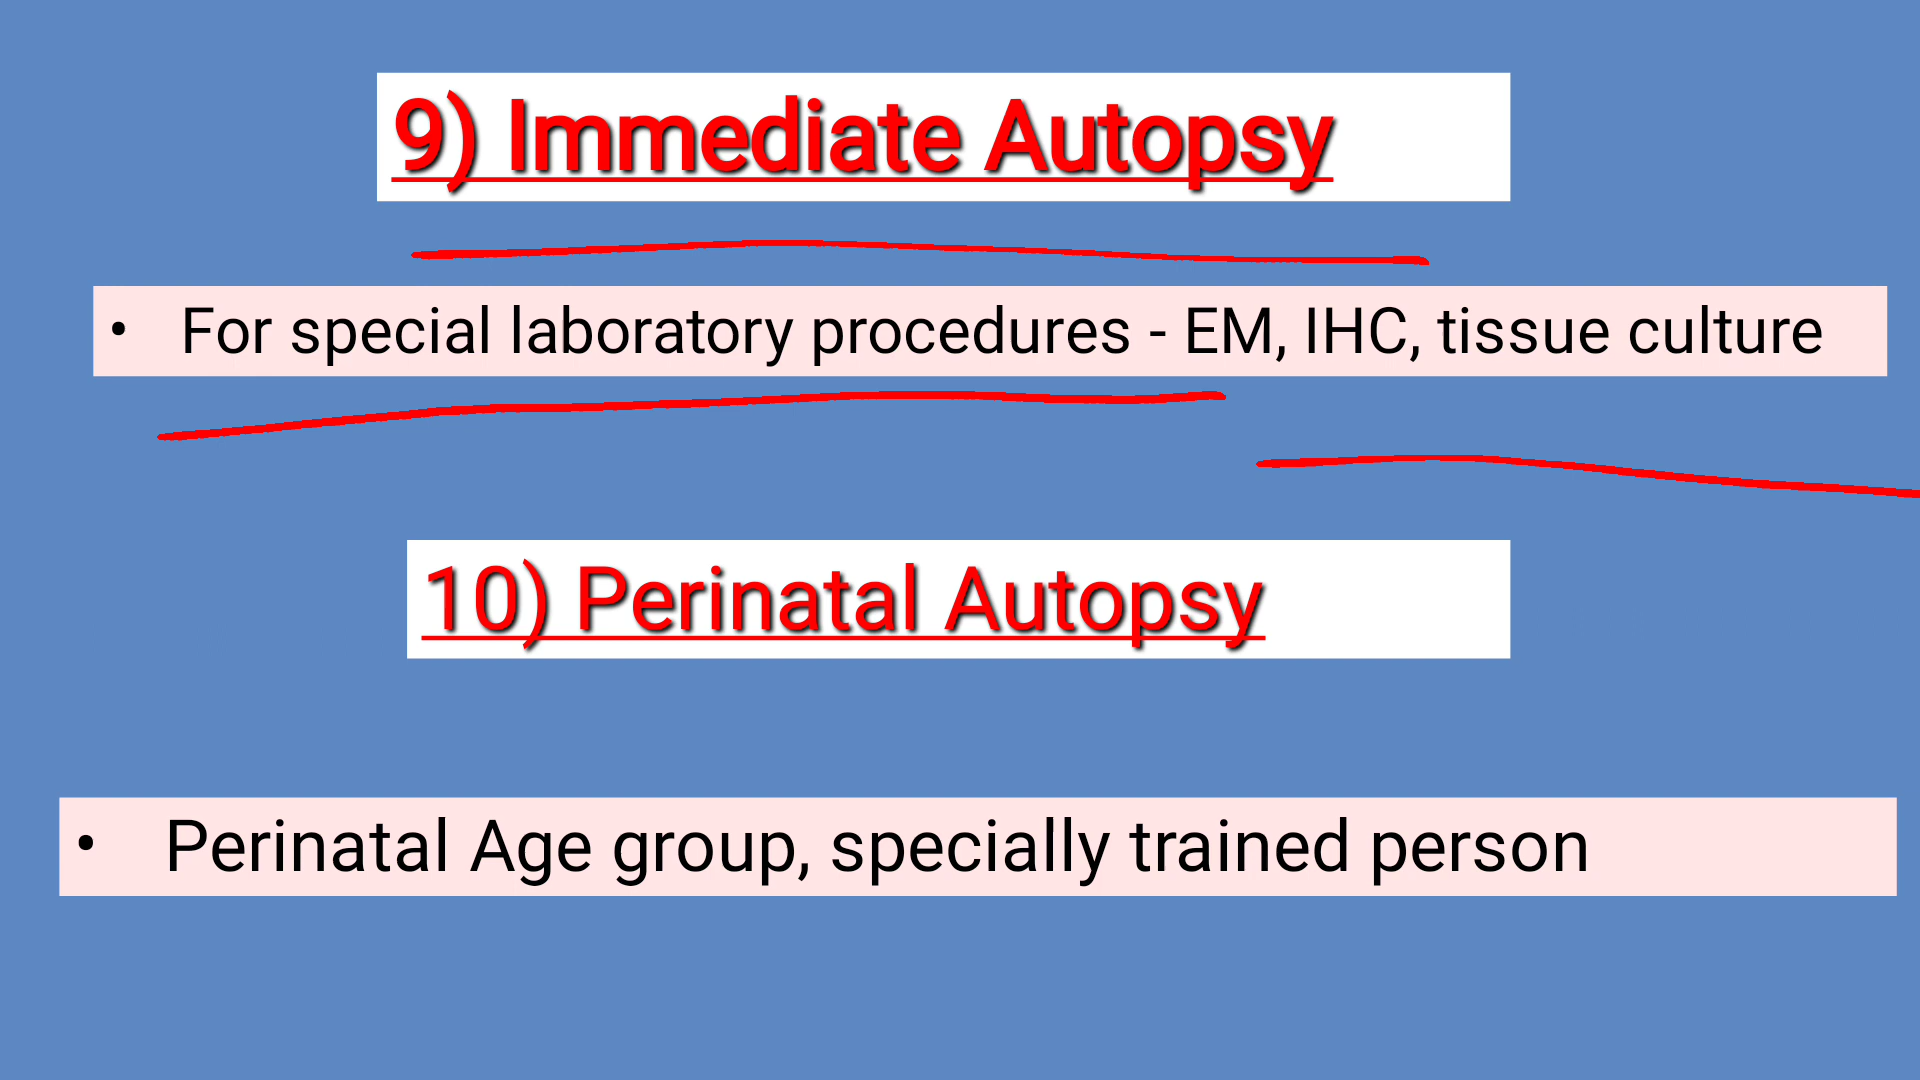 9) Immediate Autopsy
• For special laboratory procedures - EM, IHC, tissue culture
10) Perinatal Autopsy
• Perinatal Age group, specially trained person